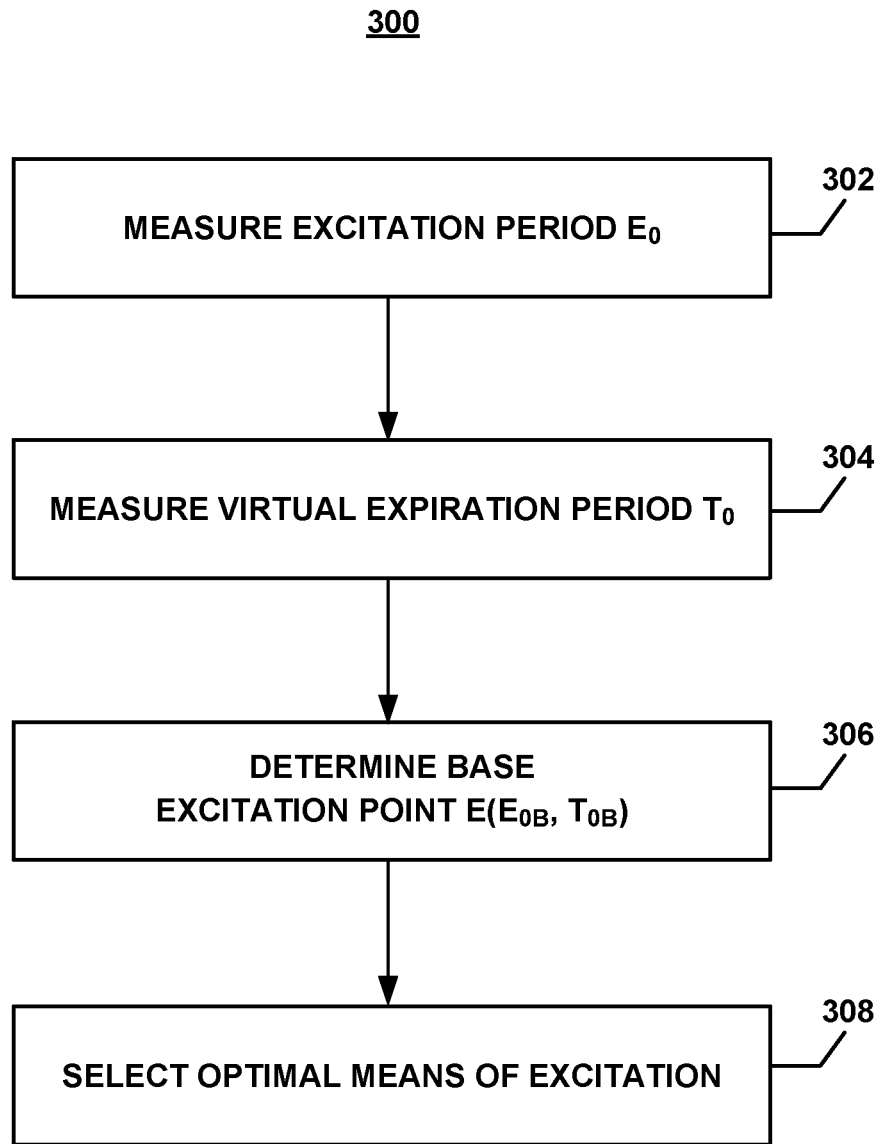 300
302
MEASURE EXCITATION PERIOD E₀
304
MEASURE VIRTUAL EXPIRATION PERIOD T₀
306
DETERMINE BASE
EXCITATION POINT E(E₀B, T₀B)
308
SELECT OPTIMAL MEANS OF EXCITATION